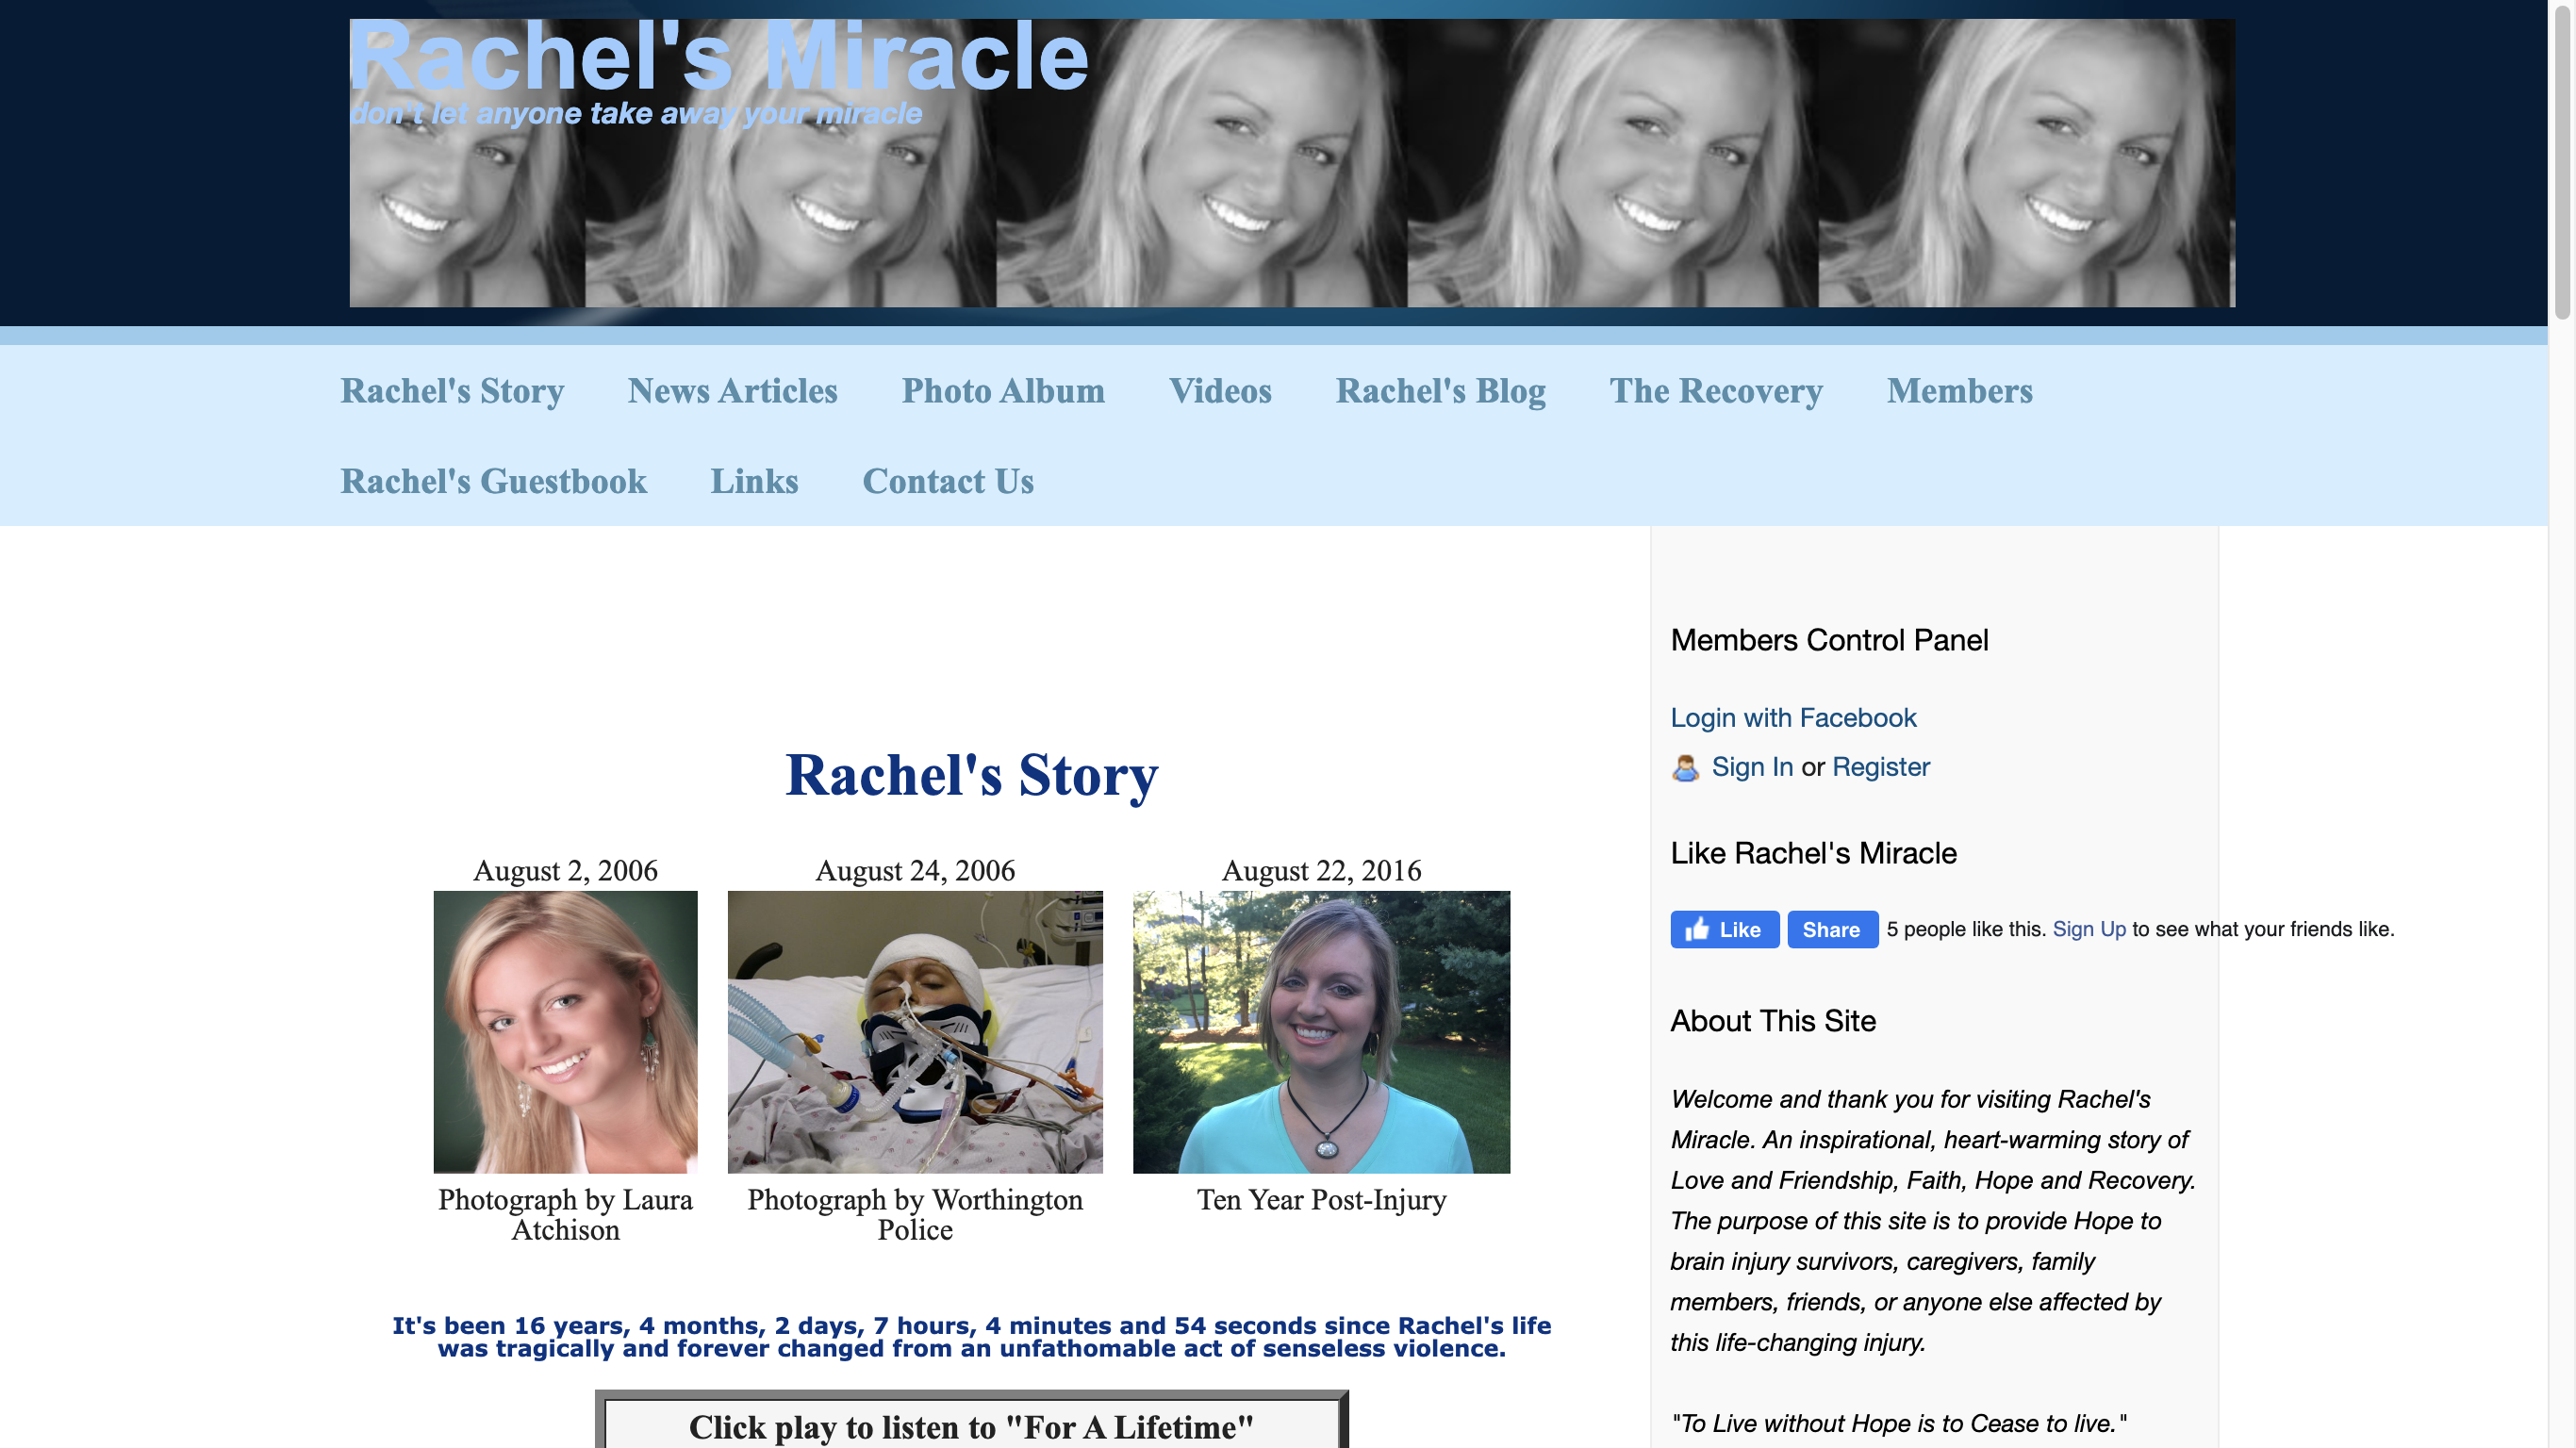 Rachel's Miracle
don't let anyone take away your miracle
Rachel's Story News Articles Photo Album Videos Rachel's Blog The Recovery Members
Rachel's Guestbook Links Contact Us
Rachel's Story
August 2, 2006
Photograph by Laura
Atchison
August 24, 2006
Photograph by Worthington
Police
August 22, 2016
Ten Year Post-Injury
It's been 16 years, 4 months, 2 days, 7 hours, 4 minutes and 54 seconds since Rachel's life
was tragically and forever changed from an unfathomable act of senseless violence.
Click play to listen to "For A Lifetime"
Members Control Panel
Login with Facebook
Sign In or Register
Like Rachel's Miracle
Like Share 5 people like this. Sign Up to see what your friends like.
About This Site
Welcome and thank you for visiting Rachel's
Miracle. An inspirational, heart-warming story of
Love and Friendship, Faith, Hope and Recovery.
The purpose of this site is to provide Hope to
brain injury survivors, caregivers, family
members, friends, or anyone else affected by
this life-changing injury.
"To Live without Hope is to Cease to live."